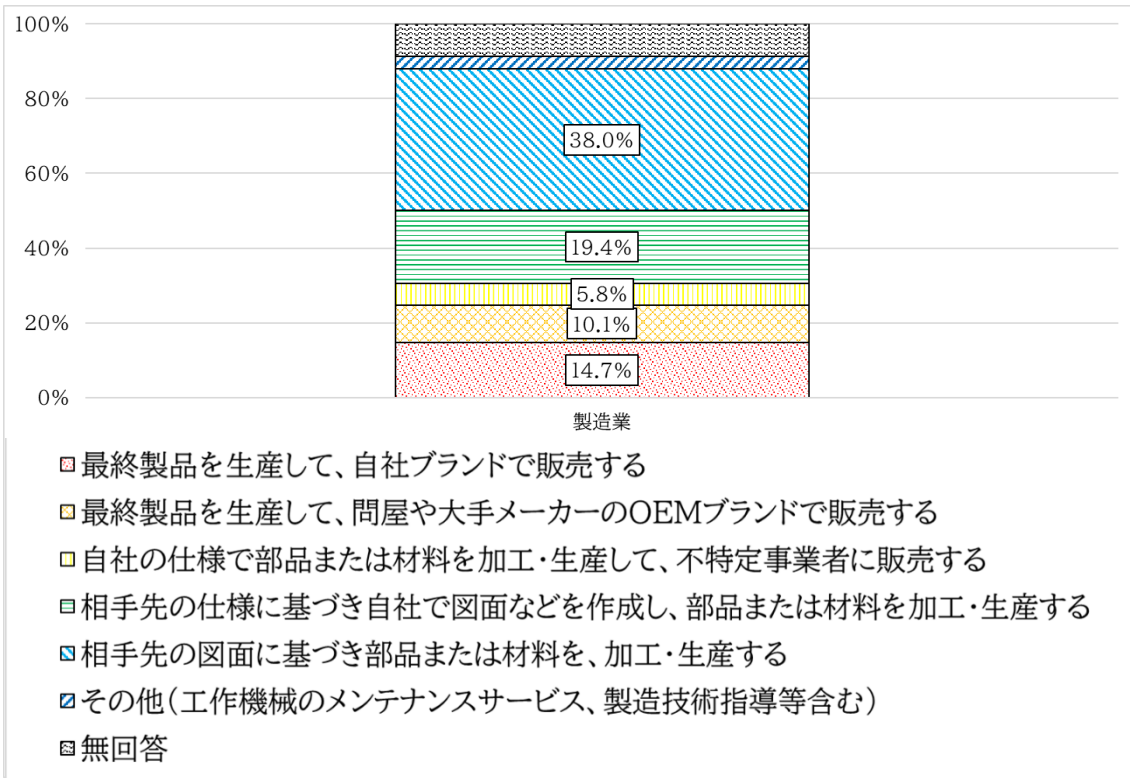 100%
80%
60%
40%
20%
0%
38.0%
19.4%
5.8%
10.1%
14.7%
製造業
最終製品を生産して、自社ブランドで販売する
最終製品を生産して、問屋や大手メーカーのOEMブランドで販売する
自社の仕様で部品または材料を加工・生産して、不特定事業者に販売する
相手先の仕様に基づき自社で図面などを作成し、部品または材料を加工・生産する
相手先の図面に基づき部品または材料を、加工・生産する
その他(工作機械のメンテナンスサービス、製造技術指導等含む)
無回答